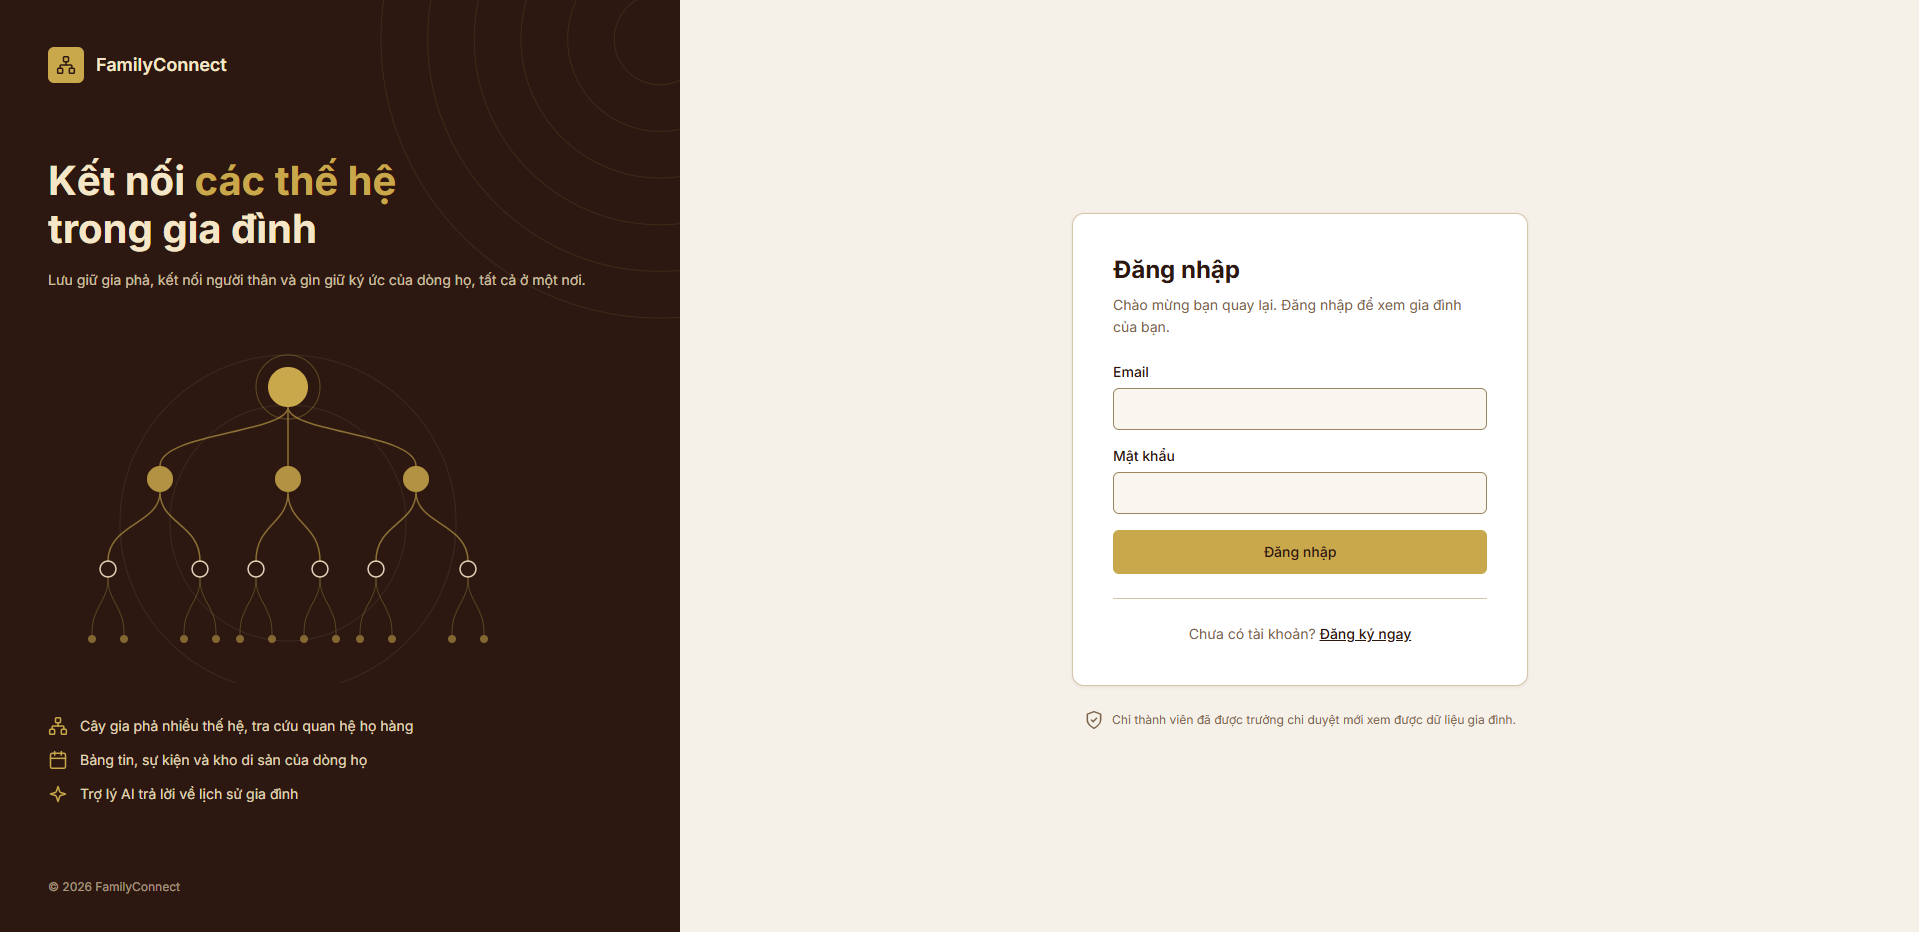 FamilyConnect
Kết nối các thế hệ
trong gia đình
Lưu giữ gia phả, kết nối người thân và gìn giữ ký ức của dòng họ, tất cả ở một nơi.
Cây gia phả nhiều thế hệ, tra cứu quan hệ họ hàng
Bảng tin, sự kiện và kho di sản của dòng họ
Trợ lý AI trả lời về lịch sử gia đình
© 2026 FamilyConnect
Đăng nhập
Chào mừng bạn quay lại. Đăng nhập để xem gia đình
của bạn.
Email
Mật khẩu
Đăng nhập
Chưa có tài khoản? Đăng ký ngay
Chỉ thành viên đã được trưởng chi duyệt mới xem được dữ liệu gia đình.